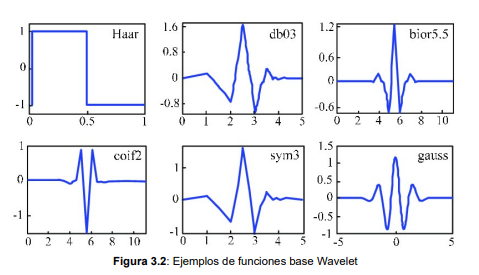 Haar
1
0
-1
0 0.5 1
db03
1.6
0.8
0
-0.8
0 1 2 3 4 5
bior5.5
1.2
0.6
0
-0.6
0 2 4 6 8 10
coif2
1
0
-1
0 2 4 6 8 10
sym3
1
0
-1
0 1 2 3 4 5
gauss
1.5
1
0.5
0
-0.5
-1
-5 0 5
Figura 3.2: Ejemplos de funciones base Wavelet